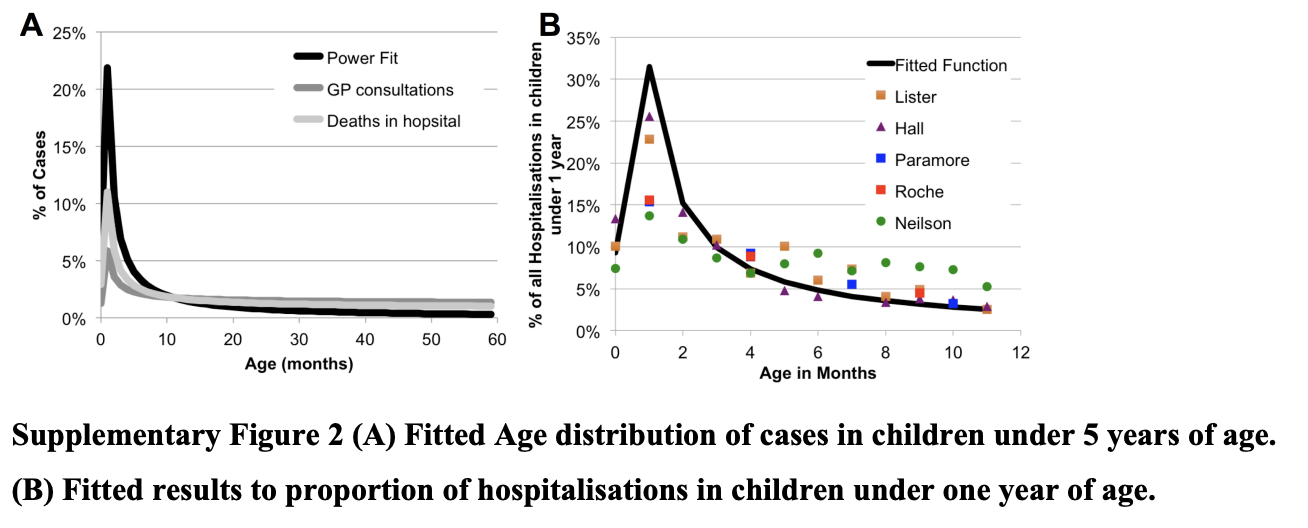 A
25%
20%
15%
10%
5%
0%
% of Cases
0 10 20 30 40 50 60
Age (months)
Power Fit
GP consultations
Deaths in hopsital
B
35%
30%
25%
20%
15%
10%
5%
0%
% of all Hospitalisations in children
under 1 year
0 2 4 6 8 10 12
Age in Months
Fitted Function
Lister
Hall
Paramore
Roche
Neilson
Supplementary Figure 2 (A) Fitted Age distribution of cases in children under 5 years of age.
(B) Fitted results to proportion of hospitalisations in children under one year of age.